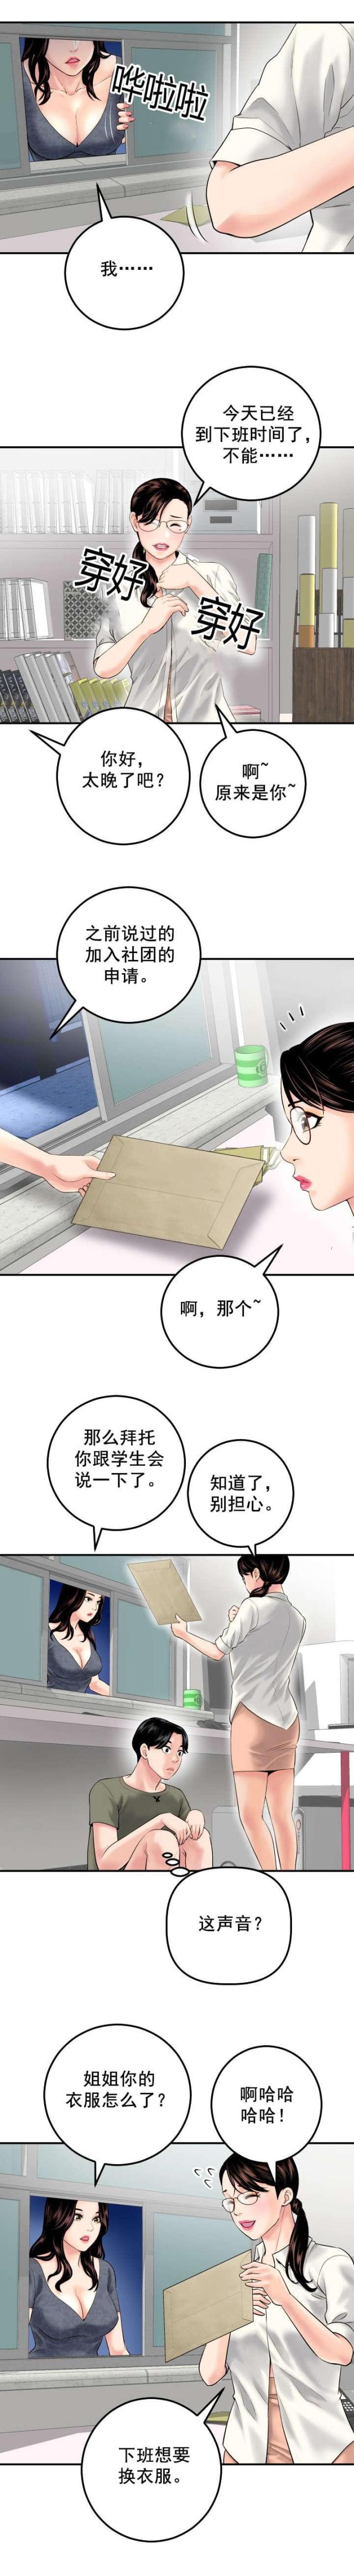 哗啦啦
我……
今天已经
到下班时间了，
不能……
穿好
穿好
你好，
太晚了吧？
啊~
原来是你~
之前说过的
加入社团的
申请。
啊，那个~
那么拜托
你跟学生会
说一下了。
知道了，
别担心。
这声音？
姐姐你的
衣服怎么了？
啊哈哈
哈哈！
下班想要
换衣服。